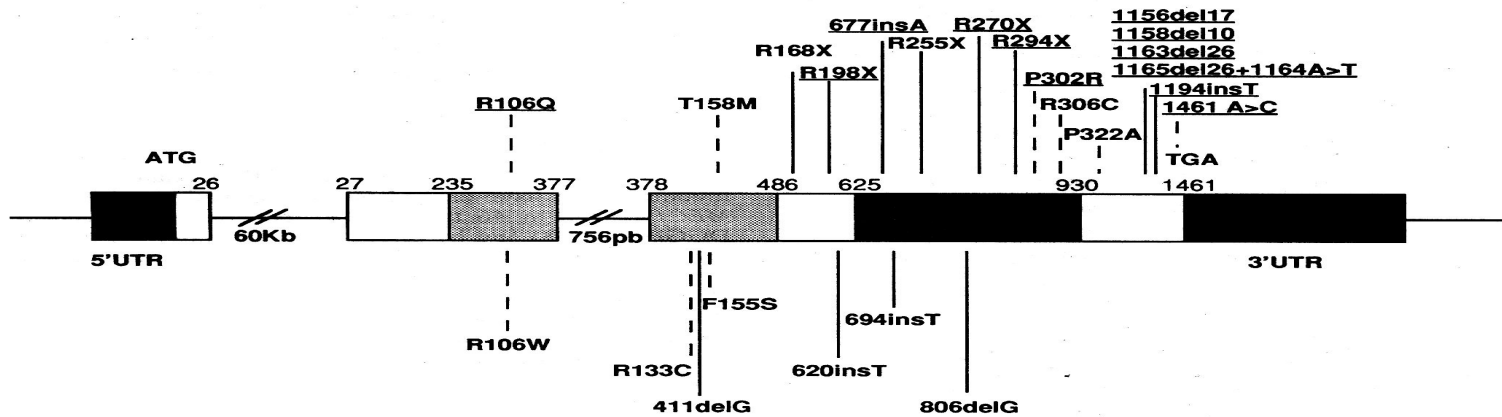 1156del17
677insA R270X 1158del10
R168X R255X R294X 1163del26
R198X P302R 1165del26+1164A>T
R106Q T158M R306C 1194insT
P322A 1461 A>C
ATG TGA
26 27 235 377 378 486 625 930 1461
60Kb 756pb
5'UTR 3'UTR
F155S
694insT
R106W
R133C 620insT
411delG 806delG